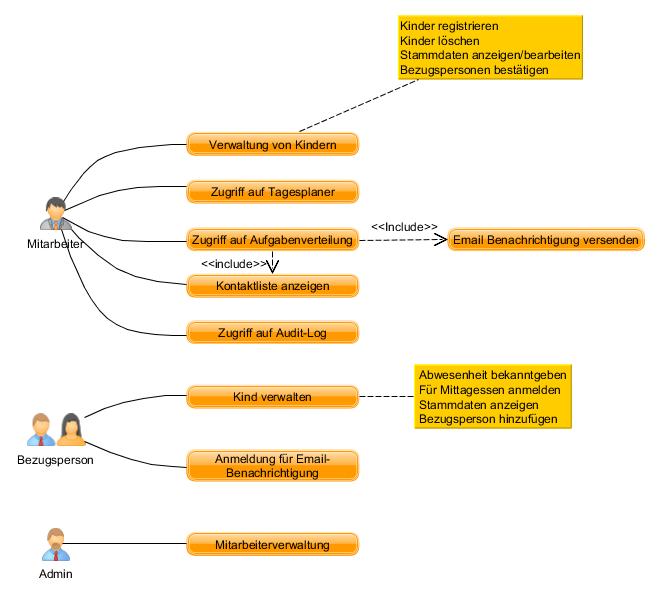 Kinder registrieren
Kinder löschen
Stammdaten anzeigen/bearbeiten
Bezugspersonen bestätigen
Verwaltung von Kindern
Zugriff auf Tagesplaner
Mitarbeiter
Zugriff auf Aufgabenverteilung
<<Include>>
Email Benachrichtigung versenden
<<include>>
Kontaktliste anzeigen
Zugriff auf Audit-Log
Kind verwalten
Abwesenheit bekanntgeben
Für Mittagessen anmelden
Stammdaten anzeigen
Bezugsperson hinzufügen
Bezugsperson
Anmeldung für Email-
Benachrichtigung
Mitarbeiterverwaltung
Admin